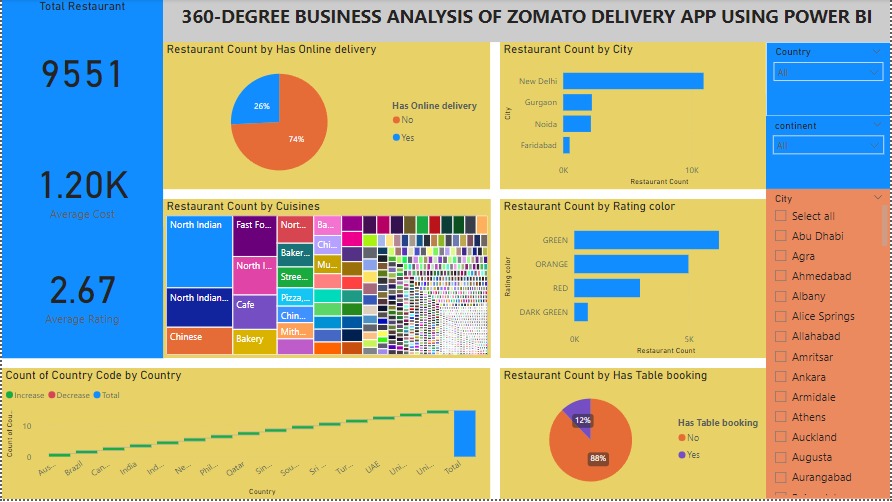 Total Restaurant
360-DEGREE BUSINESS ANALYSIS OF ZOMATO DELIVERY APP USING POWER BI
9551
1.20K
Average Cost
2.67
Average Rating
Restaurant Count by Has Online delivery
26%
74%
Has Online delivery
No
Yes
Restaurant Count by City
City
New Delhi
Gurgaon
Noida
Faridabad
0K 10K
Restaurant Count
Country
All
continent
All
Restaurant Count by Cuisines
North Indian
North Indian...
Chinese
Fast Fo...
North I...
Cafe
Bakery
Nort...
Baker...
Stree...
Pizza,...
Chin...
Mith...
Ba...
Chi...
Mu...
Restaurant Count by Rating color
Rating color
GREEN
ORANGE
RED
DARK GREEN
0K 5K
Restaurant Count
City
Select all
Abu Dhabi
Agra
Ahmedabad
Albany
Alice Springs
Allahabad
Amritsar
Ankara
Armidale
Athens
Auckland
Augusta
Aurangabad
Count of Country Code by Country
Increase Decrease Total
Count of Cou...
10
0
Aus... Brazil Can... India Ind... Ne... Phil... Qatar Sin... Sou... Sri ... Tur... UAE Uni... Uni... Total
Country
Restaurant Count by Has Table booking
12%
88%
Has Table booking
No
Yes